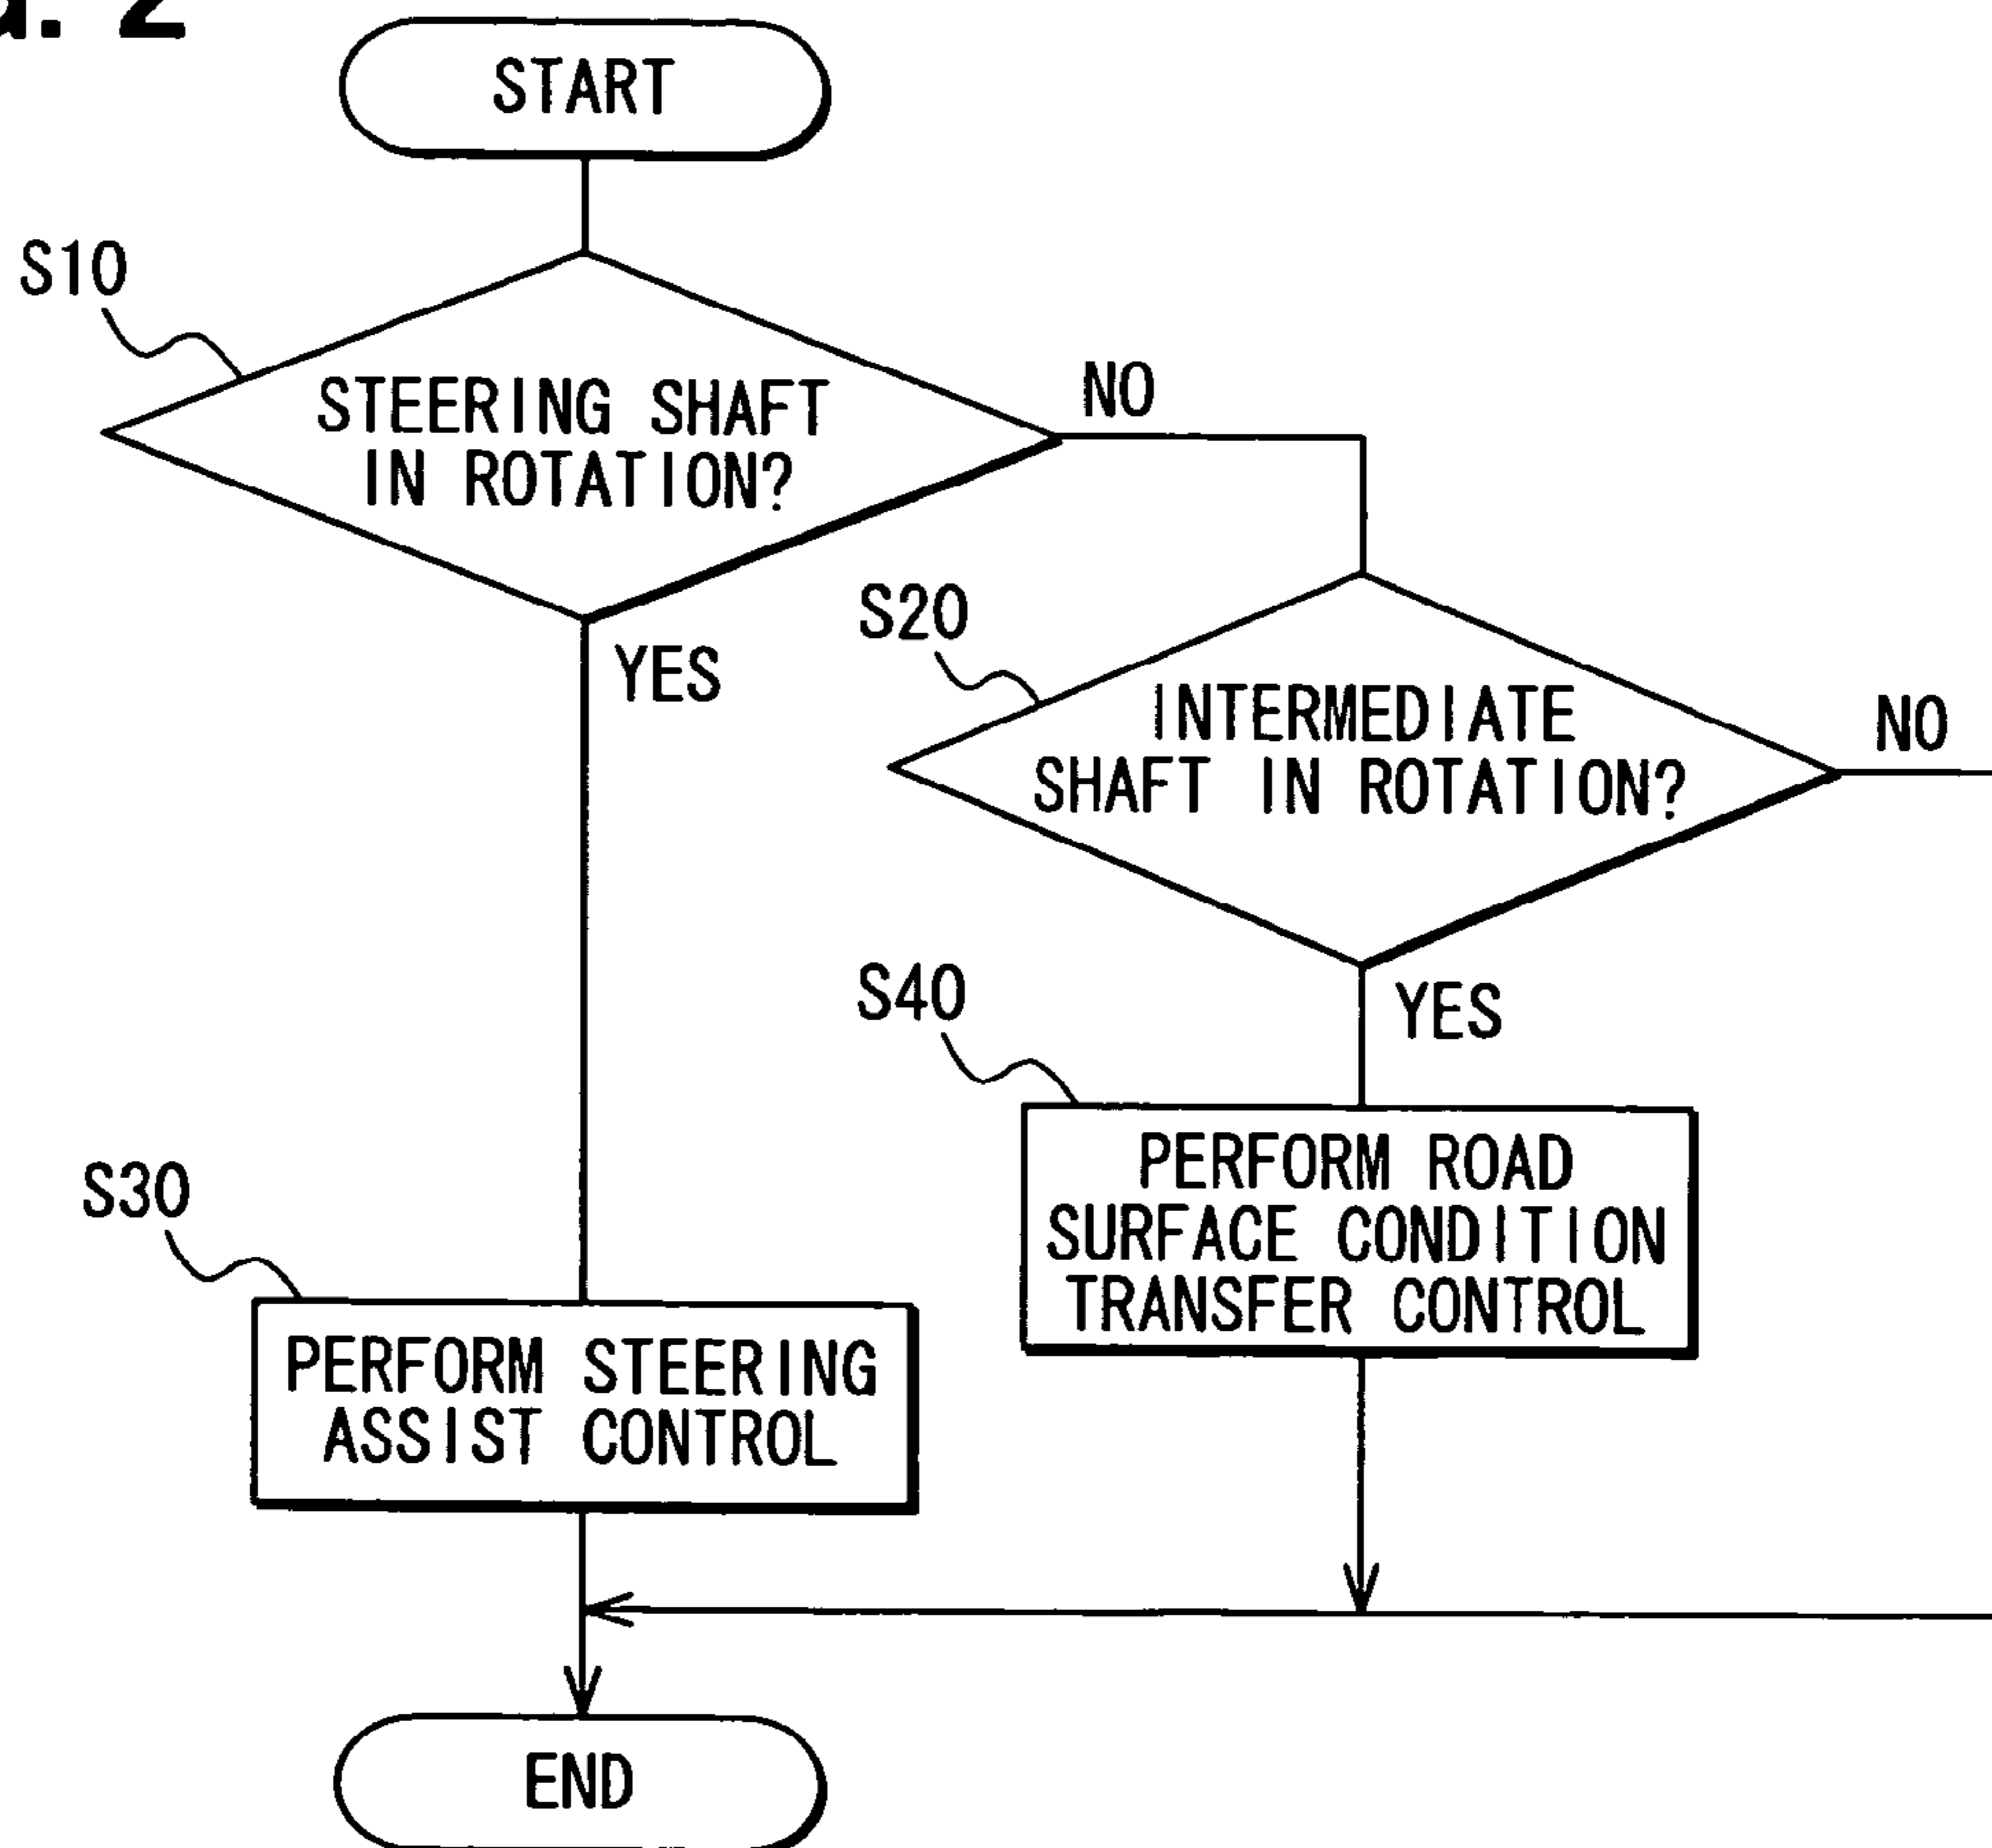 2
START
S10
STEERING SHAFT
IN ROTATION?
NO
YES
S20
INTERMEDIATE
SHAFT IN ROTATION?
NO
YES
S40
PERFORM ROAD
SURFACE CONDITION
TRANSFER CONTROL
S30
PERFORM STEERING
ASSIST CONTROL
END